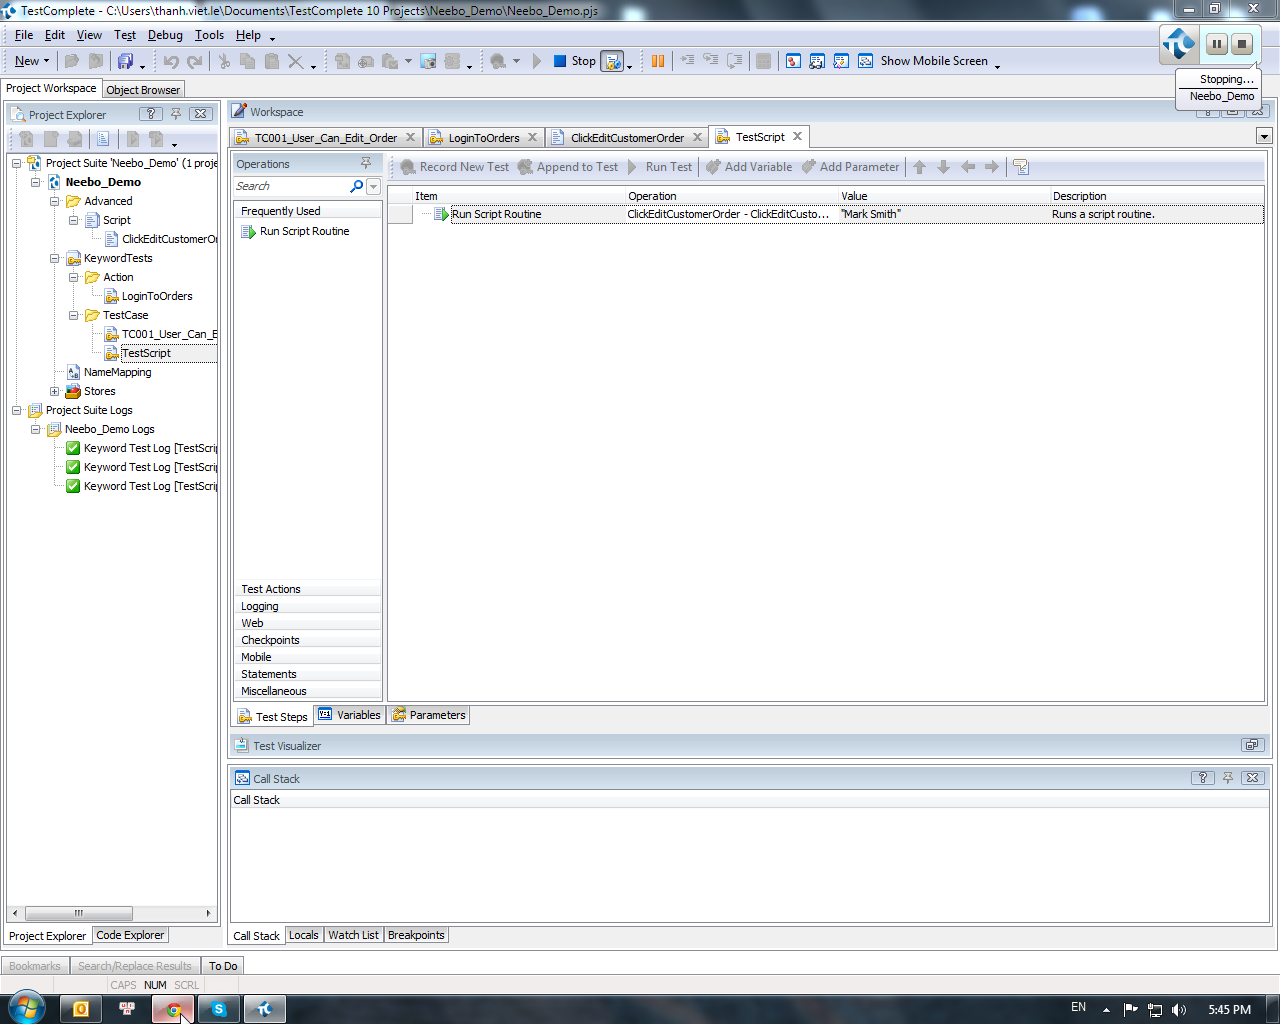 TestComplete - C:\Users\thanh.viet.le\Documents\TestComplete 10 Projects\Neebo_Demo\Neebo_Demo.pjs
File Edit View Test Debug Tools Help
New Stop Show Mobile Screen
Stopping...
Neebo_Demo
Project Workspace Object Browser
Project Explorer
Project Suite 'Neebo_Demo' (1 proje
Neebo_Demo
Advanced
Script
ClickEditCustomerOr
KeywordTests
Action
LoginToOrders
TestCase
TC001_User_Can_E
TestScript
NameMapping
Stores
Project Suite Logs
Neebo_Demo Logs
Keyword Test Log [TestScri
Keyword Test Log [TestScri
Keyword Test Log [TestScri
Project Explorer Code Explorer
Workspace
TC001_User_Can_Edit_Order LoginToOrders ClickEditCustomerOrder TestScript
Operations
Search
Frequently Used
Run Script Routine
Test Actions
Logging
Web
Checkpoints
Mobile
Statements
Miscellaneous
Record New Test Append to Test Run Test Add Variable Add Parameter
Item Operation Value Description
Run Script Routine ClickEditCustomerOrder - ClickEditCusto... "Mark Smith" Runs a script routine.
Test Steps Variables Parameters
Test Visualizer
Call Stack
Call Stack
Call Stack Locals Watch List Breakpoints
Bookmarks Search/Replace Results To Do
CAPS NUM SCRL
EN 5:45 PM